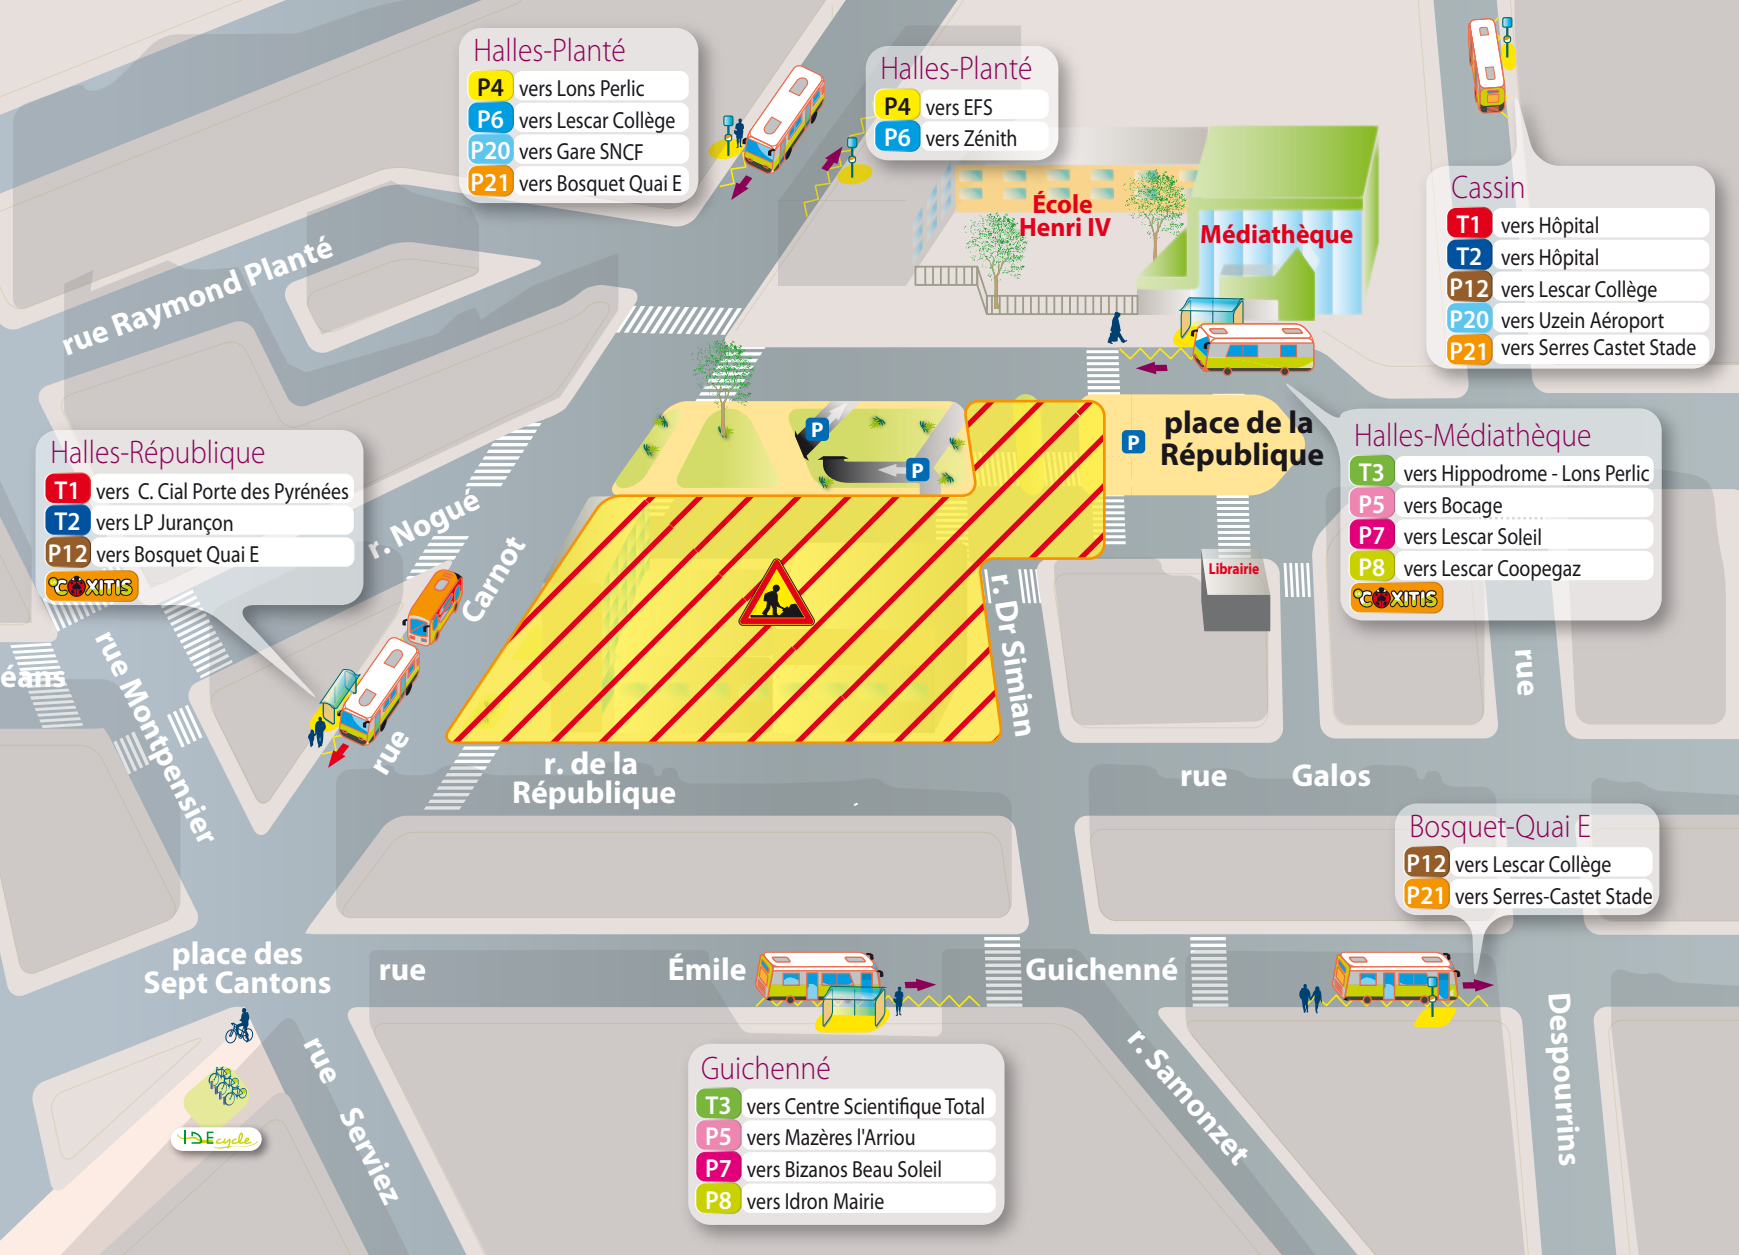 Halles-Planté
P4 vers Lons Perlic
P6 vers Lescar Collège
P20 vers Gare SNCF
P21 vers Bosquet Quai E
Halles-Planté
P4 vers EFS
P6 vers Zénith
Cassin
T1 vers Hôpital
T2 vers Hôpital
P12 vers Lescar Collège
P20 vers Uzein Aéroport
P21 vers Serres Castet Stade
École
Henri IV
Médiathèque
rue Raymond Planté
place de la
République
P
P
P
Halles-République
T1 vers C. Cial Porte des Pyrénées
T2 vers LP Jurançon
P12 vers Bosquet Quai E
COXITIS
Halles-Médiathèque
T3 vers Hippodrome - Lons Perlic
P5 vers Bocage
P7 vers Lescar Soleil
P8 vers Lescar Coopegaz
COXITIS
r. Nogué
rue Carnot
Librairie
r. Dr Simian
éans
rue Montpensier
r. de la
République
rue Galos
rue Despourrins
Bosquet-Quai E
P12 vers Lescar Collège
P21 vers Serres-Castet Stade
place des
Sept Cantons
rue Émile Guichenné
r. Samonzet
rue Serviez
IDEcycle
Guichenné
T3 vers Centre Scientifique Total
P5 vers Mazères l'Arriou
P7 vers Bizanos Beau Soleil
P8 vers Idron Mairie